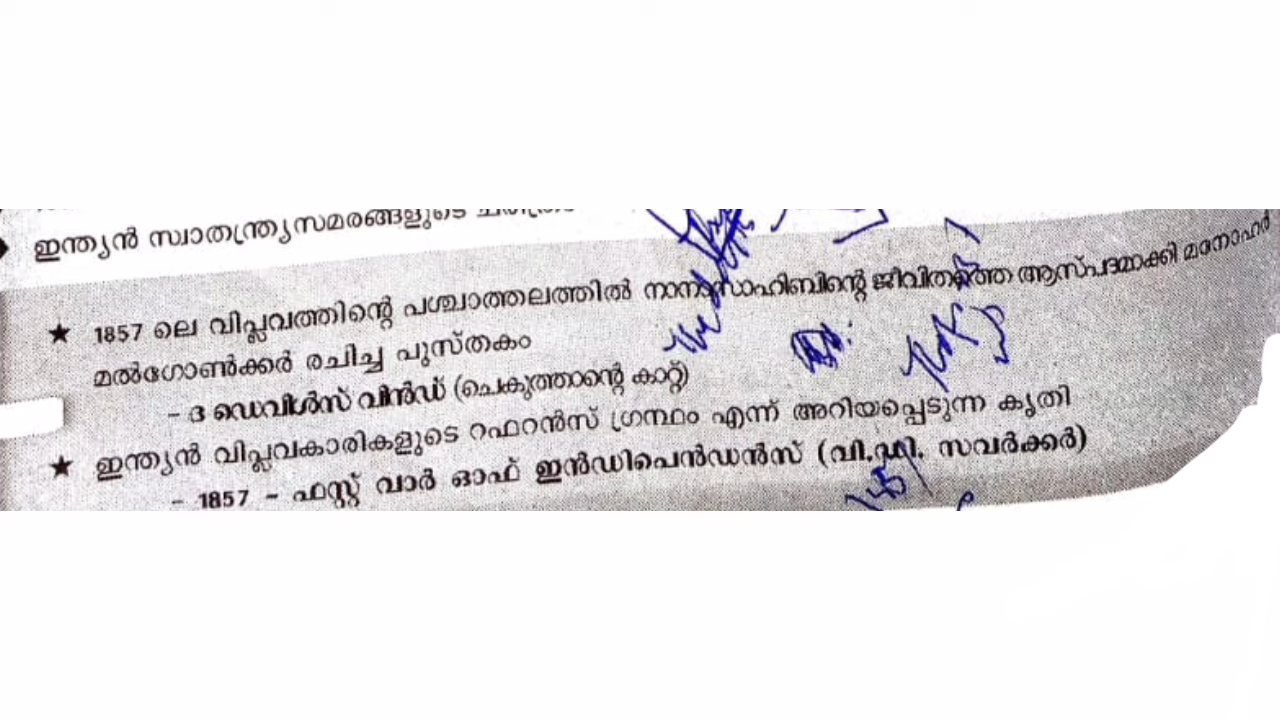 ഇന്ത്യൻ സ്വാതന്ത്ര്യസമരങ്ങളുടെ
★ 1857 ലെ വിപ്ലവത്തിന്റെ പശ്ചാത്തലത്തിൽ നാനാസാഹിബിന്റെ ജീവിതത്തെ ആസ്പദമാക്കി മനോഹർ
മൽഗോൺക്കർ രചിച്ച പുസ്തകം
– ദ ഡെവിൾസ് വിൻഡ് (ചെകുത്താന്റെ കാറ്റ്)
★ ഇന്ത്യൻ വിപ്ലവകാരികളുടെ റഫറൻസ് ഗ്രന്ഥം എന്ന് അറിയപ്പെടുന്ന കൃതി
– 1857 – ഫസ്റ്റ് വാർ ഓഫ് ഇൻഡിപെൻഡൻസ് (വി.ഡി. സവർക്കർ)